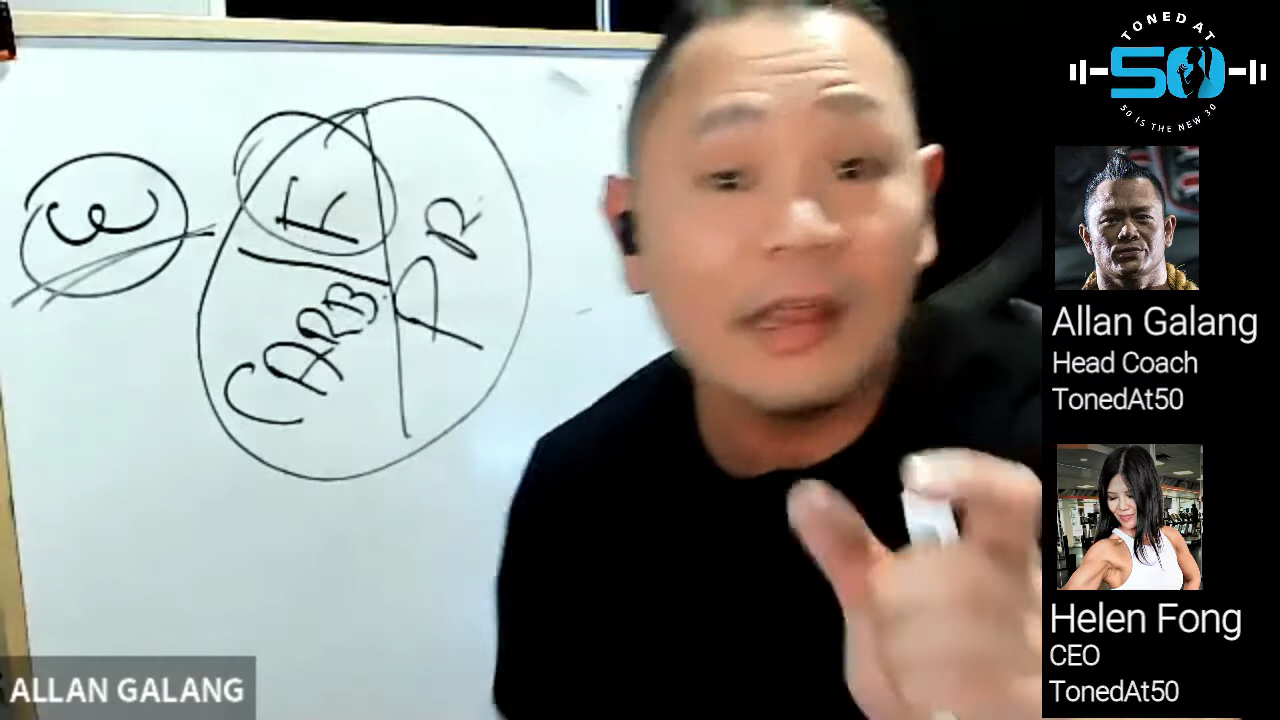 CARB
F
PR
ALLAN GALANG
TONED AT
50
50 IS THE NEW 30
Allan Galang
Head Coach
TonedAt50
Helen Fong
CEO
TonedAt50